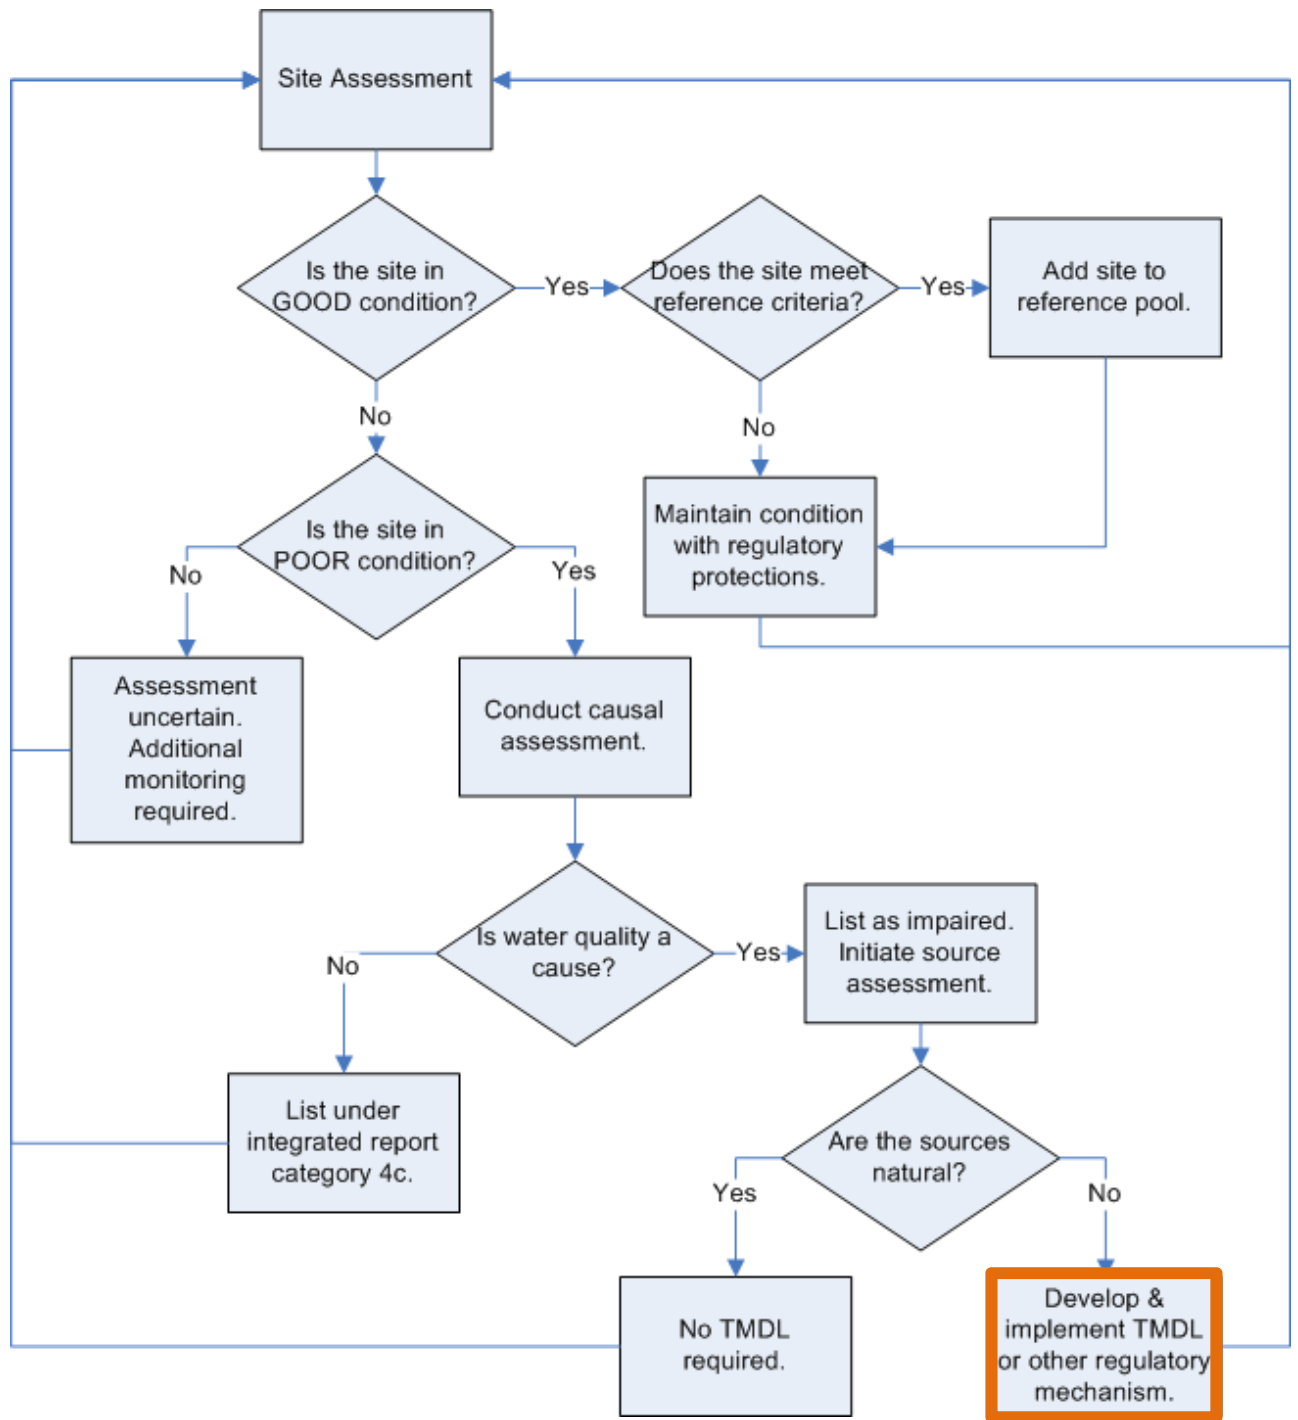 Site Assessment
Is the site in
GOOD condition?
Yes
Does the site meet
reference criteria?
Yes
Add site to
reference pool.
No
No
Maintain condition
with regulatory
protections.
Is the site in
POOR condition?
No
Yes
Assessment
uncertain.
Additional
monitoring
required.
Conduct causal
assessment.
Is water quality a
cause?
Yes
No
List as impaired.
Initiate source
assessment.
List under
integrated report
category 4c.
Are the sources
natural?
Yes
No
No TMDL
required.
Develop &
implement TMDL
or other regulatory
mechanism.